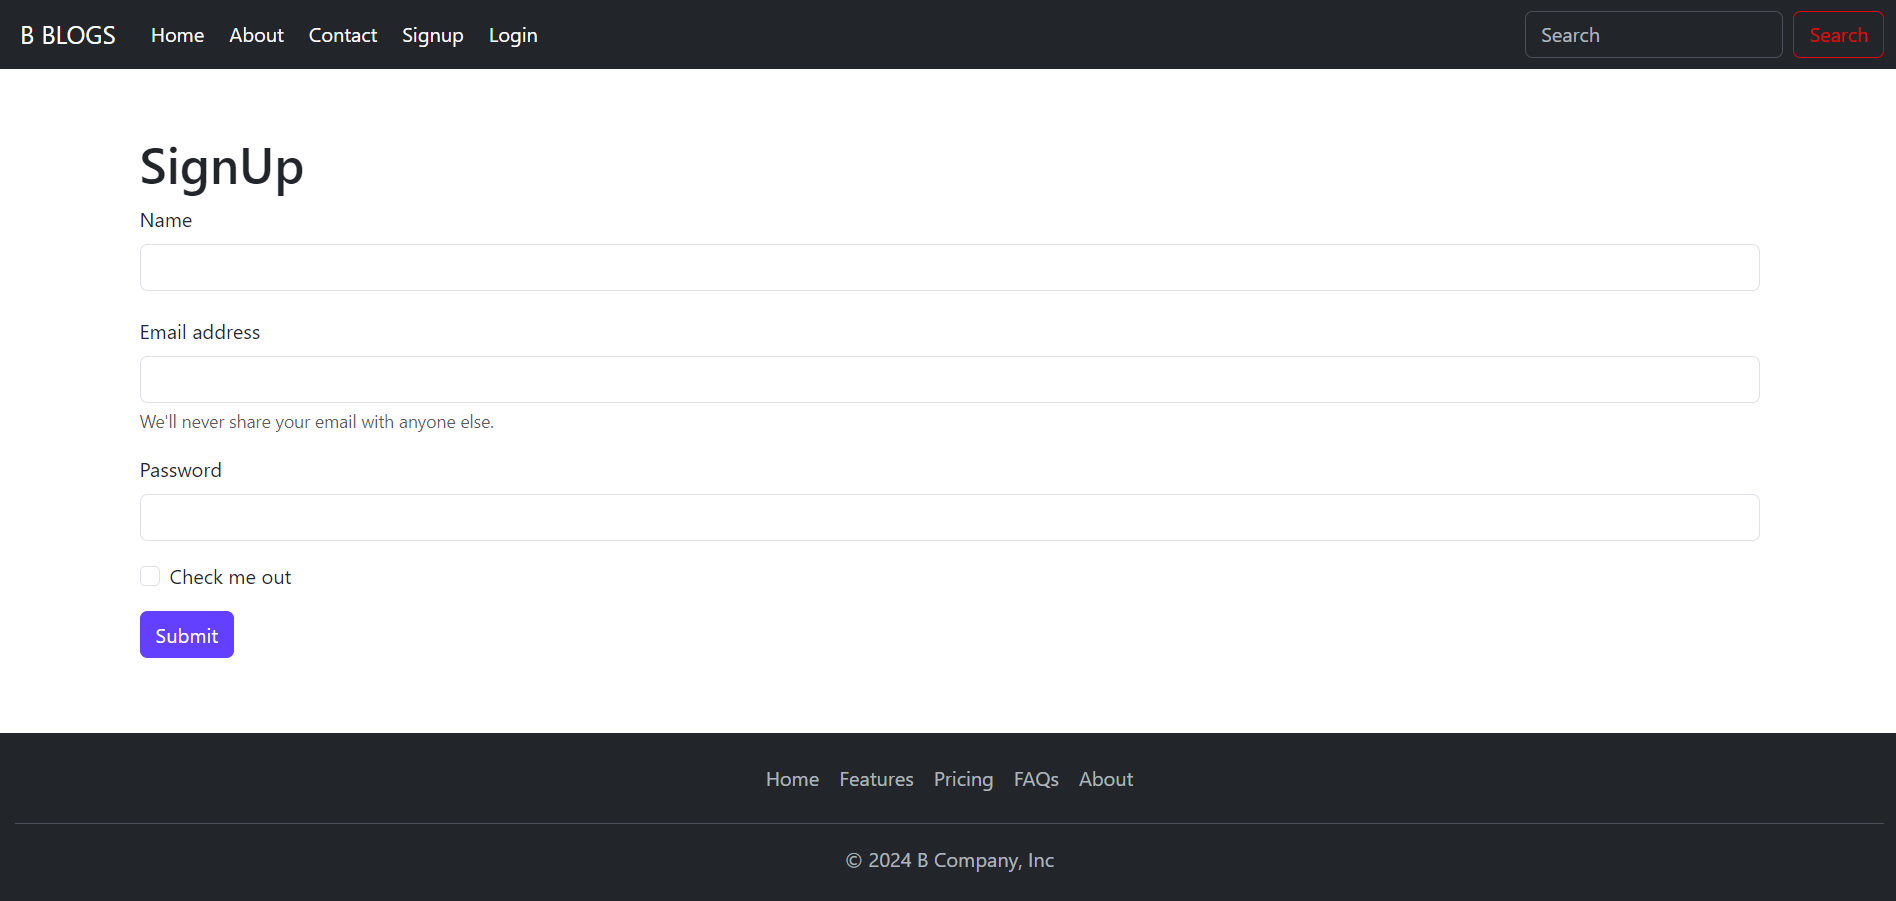 B BLOGS Home About Contact Signup Login Search Search
SignUp
Name
Email address
We'll never share your email with anyone else.
Password
Check me out
Submit
Home Features Pricing FAQs About
© 2024 B Company, Inc